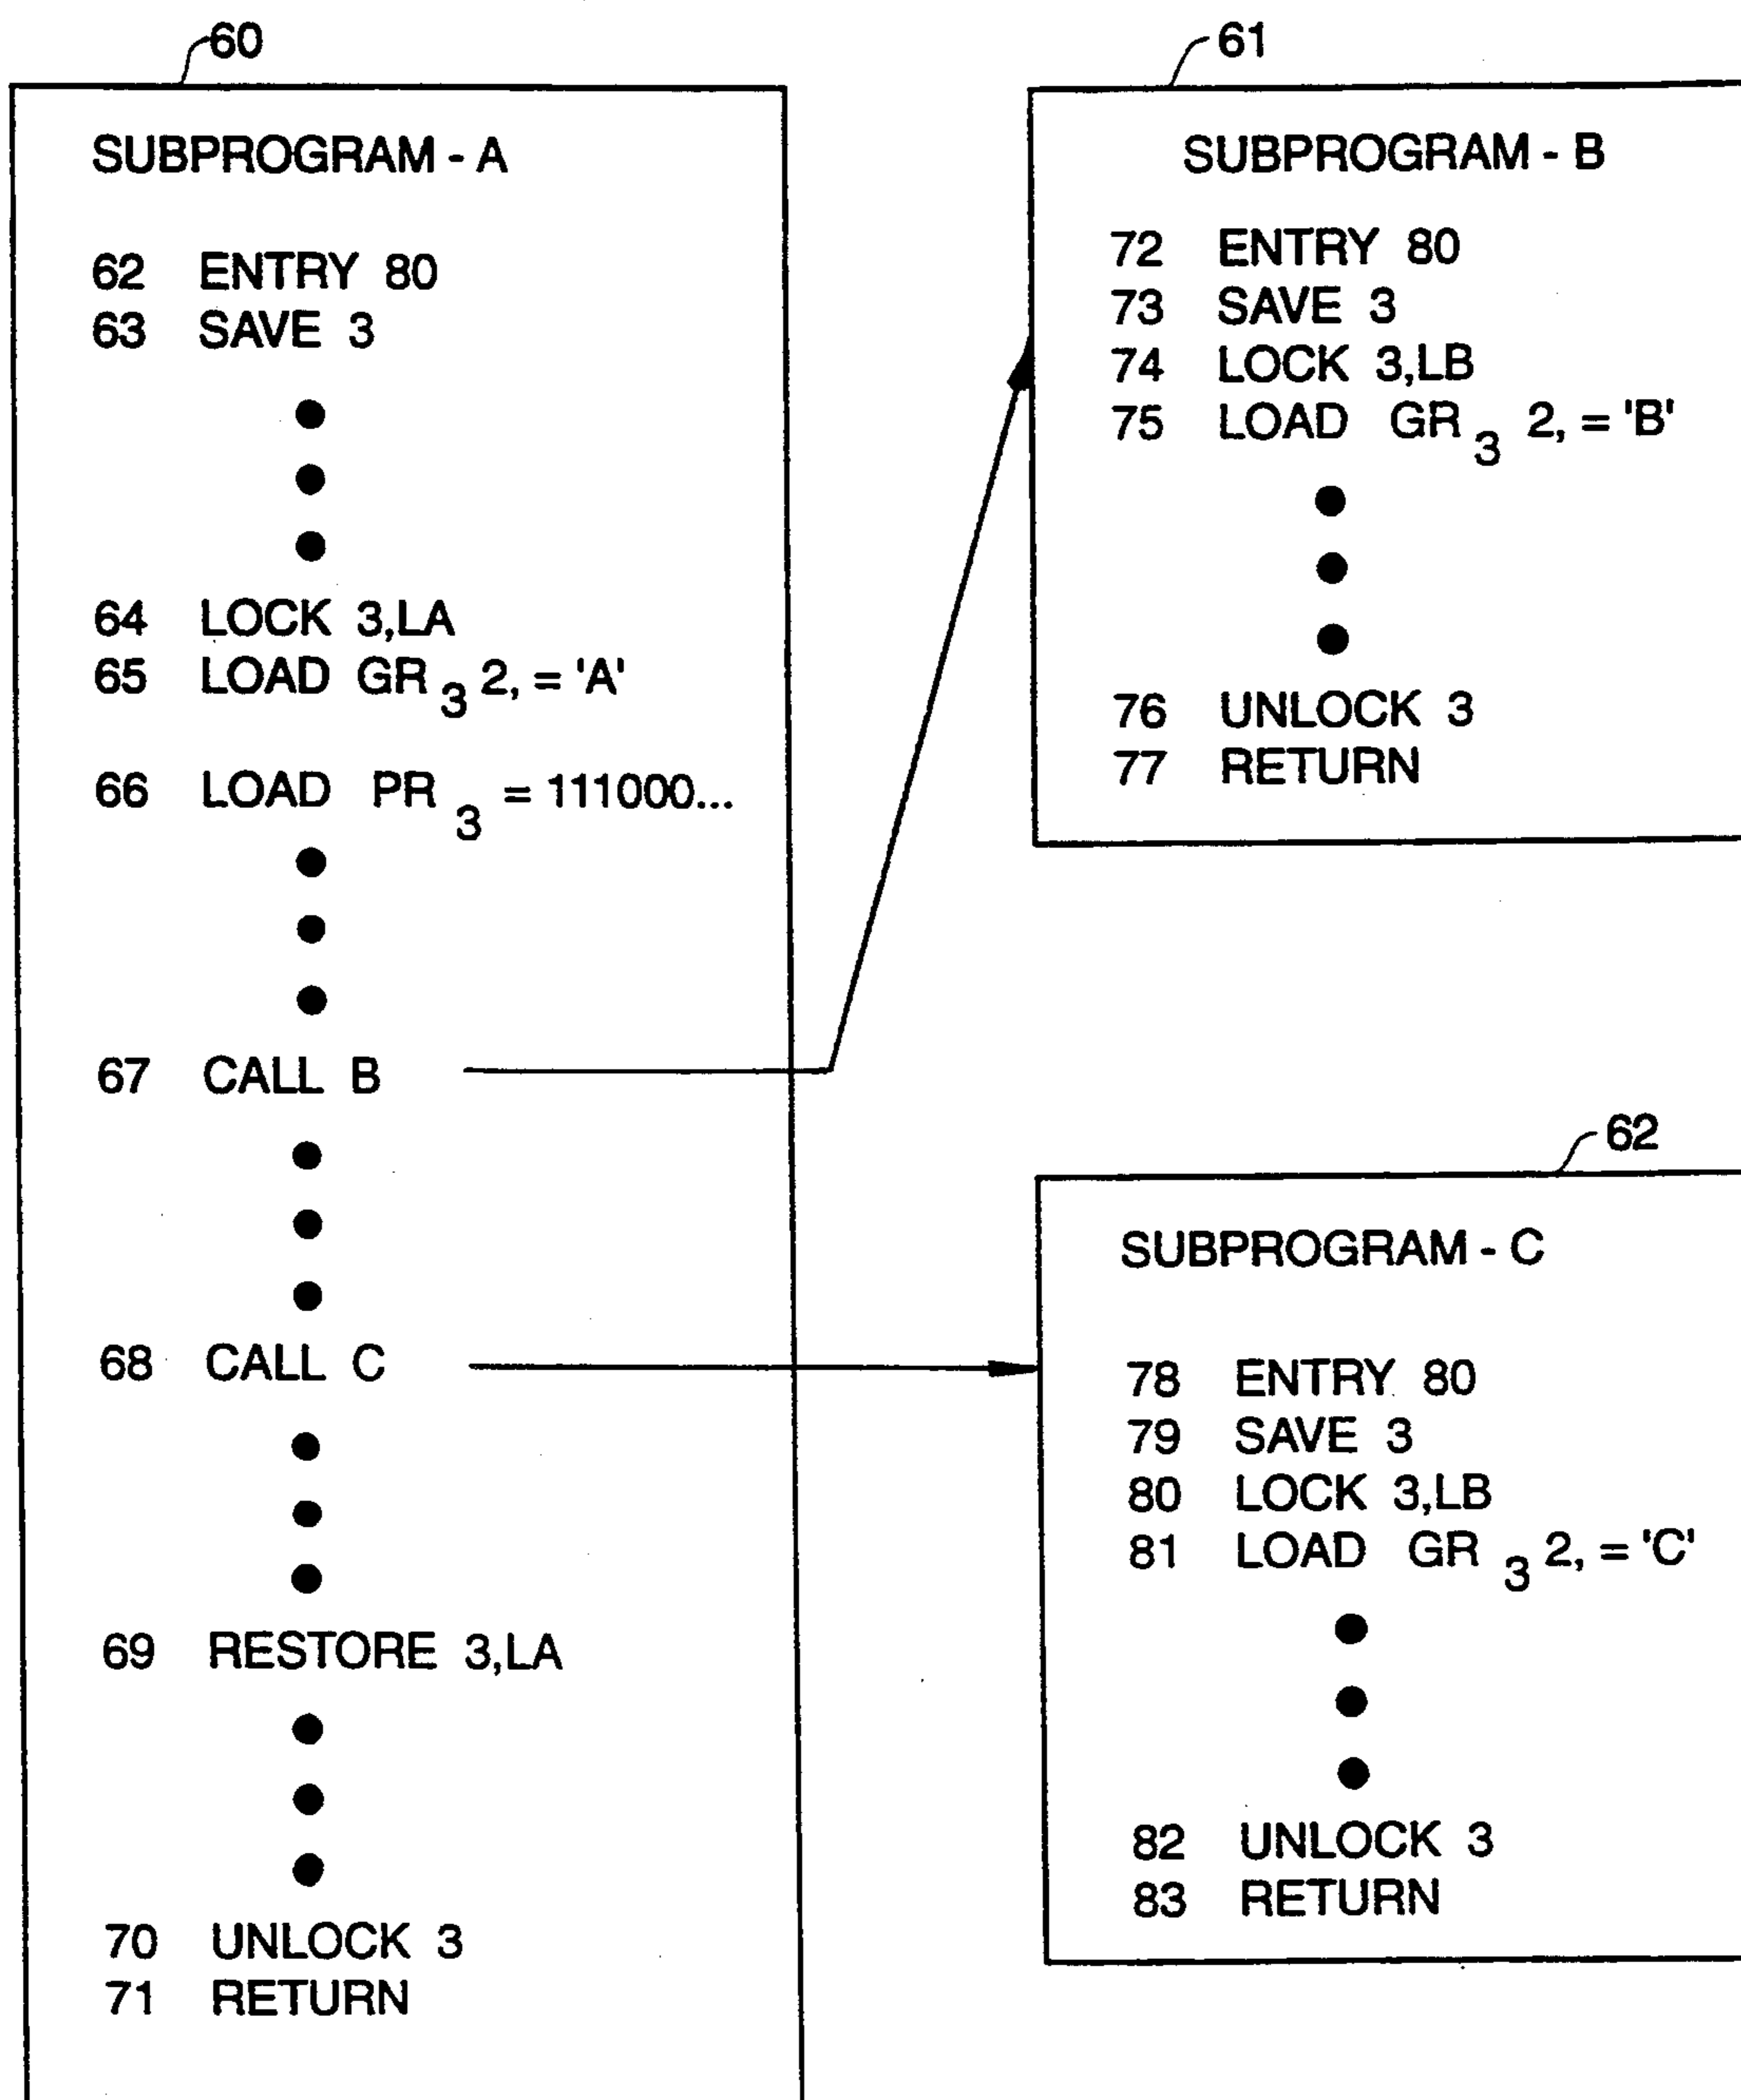 60
SUBPROGRAM - A
62 ENTRY 80
63 SAVE 3
64 LOCK 3,LA
65 LOAD GR 3 2, = 'A'
66 LOAD PR 3 = 111000...
67 CALL B
68 CALL C
69 RESTORE 3,LA
70 UNLOCK 3
71 RETURN
61
SUBPROGRAM - B
72 ENTRY 80
73 SAVE 3
74 LOCK 3,LB
75 LOAD GR 3 2, = 'B'
76 UNLOCK 3
77 RETURN
62
SUBPROGRAM - C
78 ENTRY 80
79 SAVE 3
80 LOCK 3,LB
81 LOAD GR 3 2, = 'C'
82 UNLOCK 3
83 RETURN